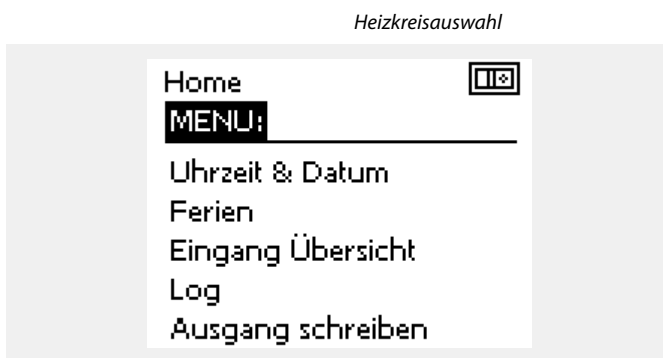 Heizkreisauswahl
Home
MENU:
Uhrzeit & Datum
Ferien
Eingang Übersicht
Log
Ausgang schreiben